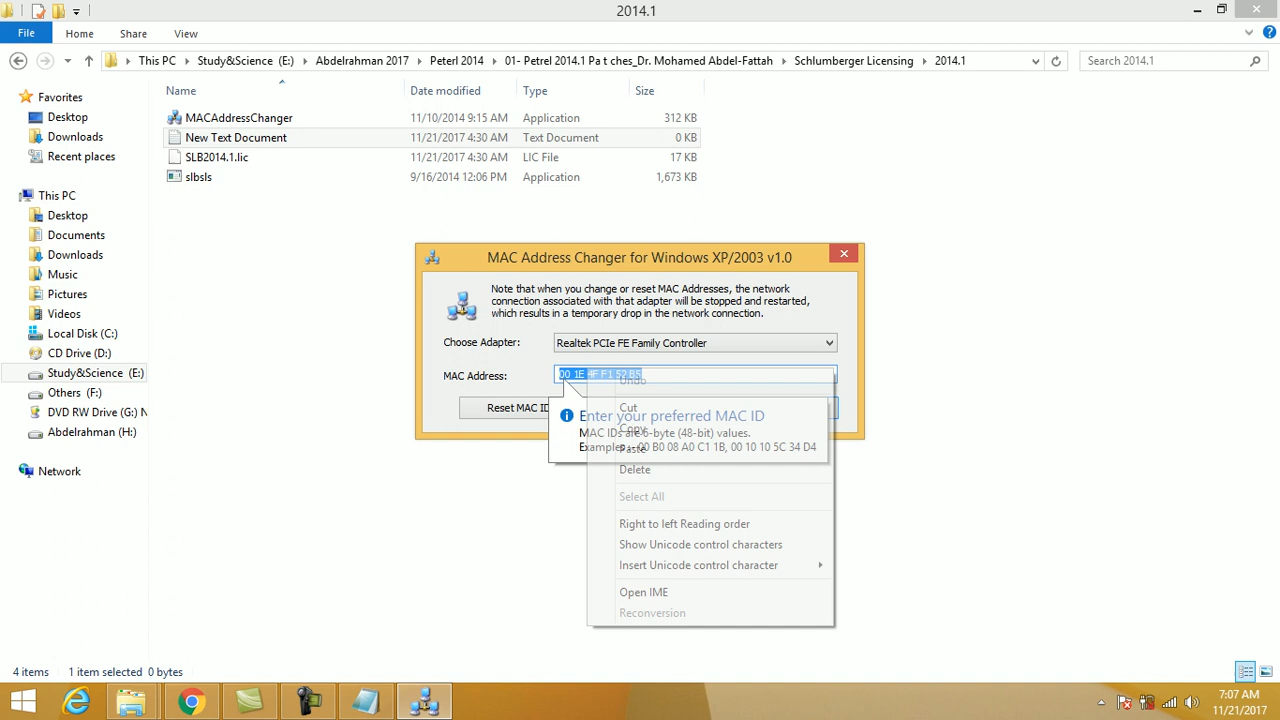 2014.1
File Home Share View
This PC Study&Science (E:) Abdelrahman 2017 Peterl 2014 01- Petrel 2014.1 Pa t ches_Dr. Mohamed Abdel-Fattah Schlumberger Licensing 2014.1 Search 2014.1
Name Date modified Type Size
MACAddressChanger 11/10/2014 9:15 AM Application 312 KB
New Text Document 11/21/2017 4:30 AM Text Document 0 KB
SLB2014.1.lic 11/21/2017 4:30 AM LIC File 17 KB
slbsls 9/16/2014 12:06 PM Application 1,673 KB
Favorites
Desktop
Downloads
Recent places
This PC
Desktop
Documents
Downloads
Music
Pictures
Videos
Local Disk (C:)
CD Drive (D:)
Study&Science (E:)
Others (F:)
DVD RW Drive (G:) N
Abdelrahman (H:)
Network
MAC Address Changer for Windows XP/2003 v1.0
Note that when you change or reset MAC Addresses, the network
connection associated with that adapter will be stopped and restarted,
which results in a temporary drop in the network connection.
Choose Adapter: Realtek PCIe FE Family Controller
MAC Address: 00 1E 4F F1 52 B5
Reset MAC ID
Enter your preferred MAC ID
MAC IDs are 6-byte (48-bit) values.
Examples -- 00 B0 08 A0 C1 1B, 00 10 10 5C 34 D4
Undo
Cut
Copy
Paste
Delete
Select All
Right to left Reading order
Show Unicode control characters
Insert Unicode control character
Open IME
Reconversion
4 items 1 item selected 0 bytes
7:07 AM
11/21/2017